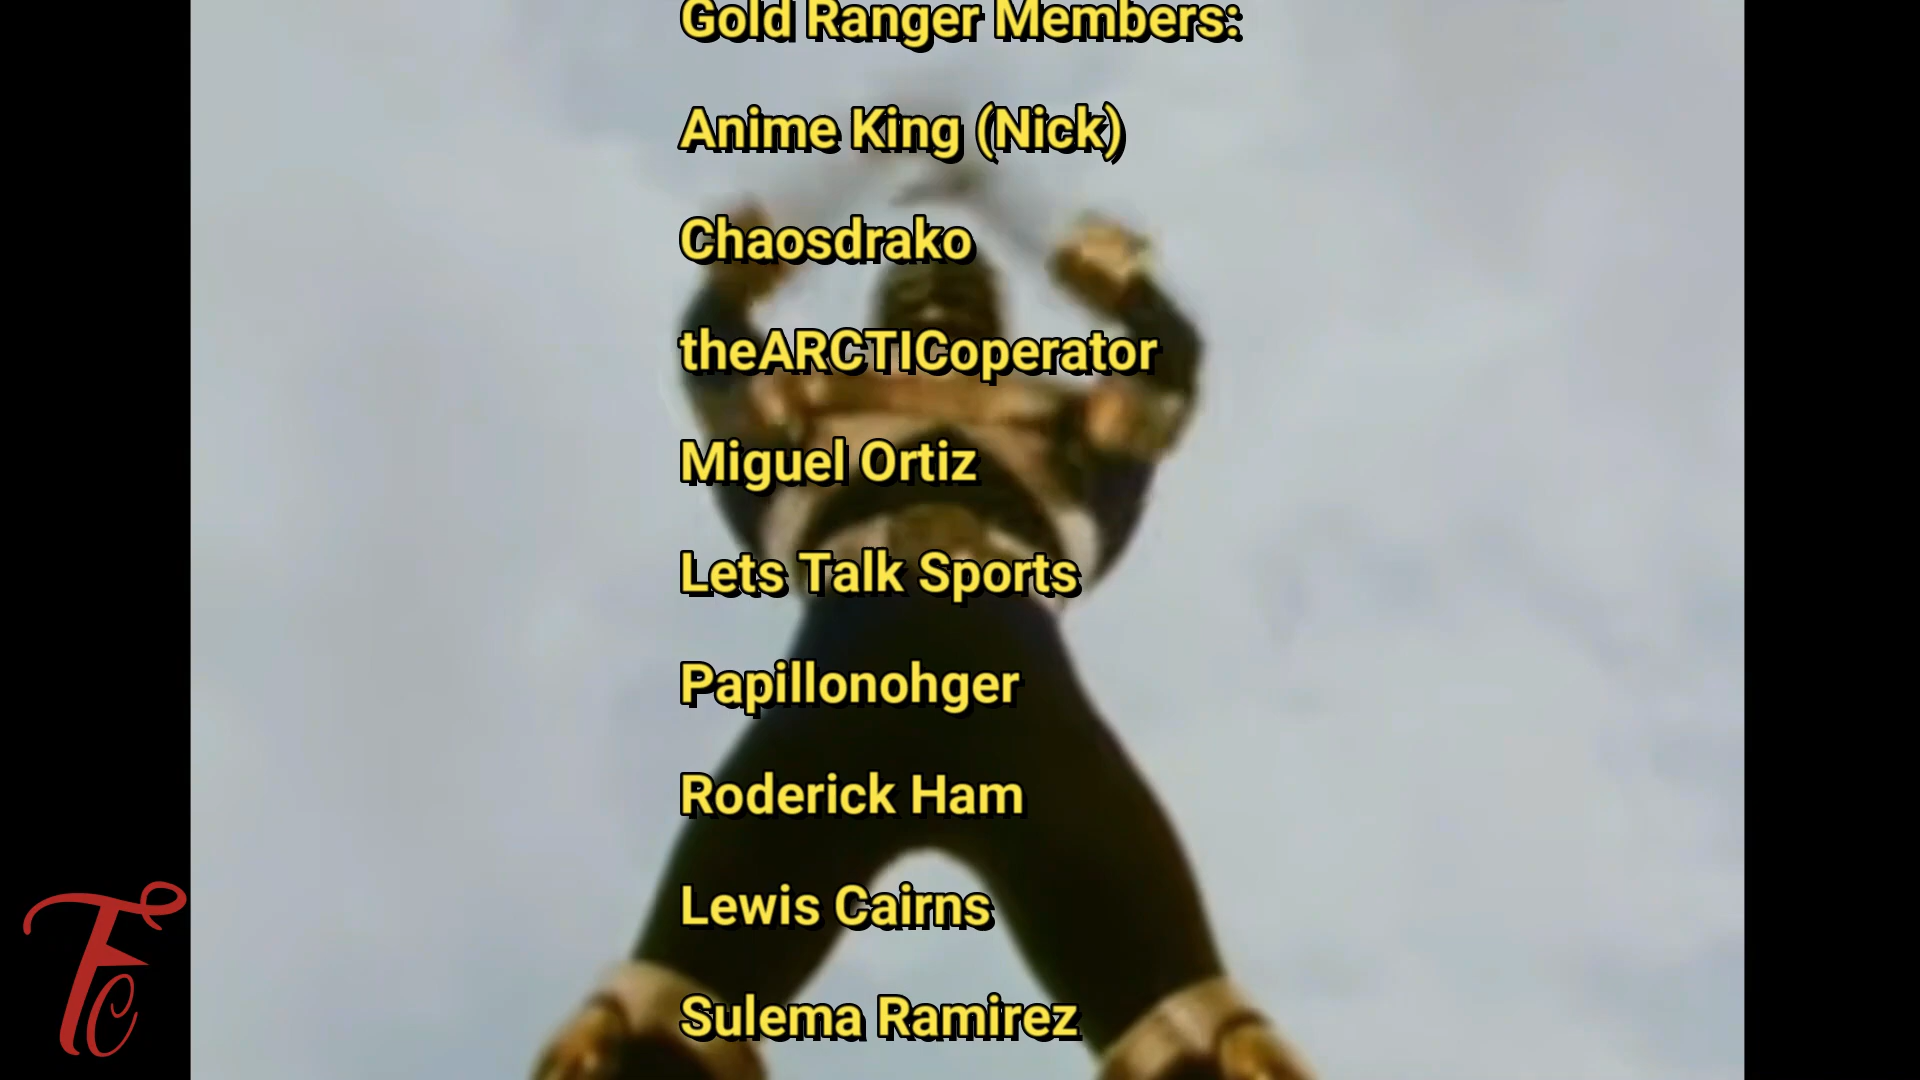 Gold Ranger Members:
Anime King (Nick)
Chaosdrako
theARCTICoperator
Miguel Ortiz
Lets Talk Sports
Papillonohger
Roderick Ham
Lewis Cairns
Sulema Ramirez
FC